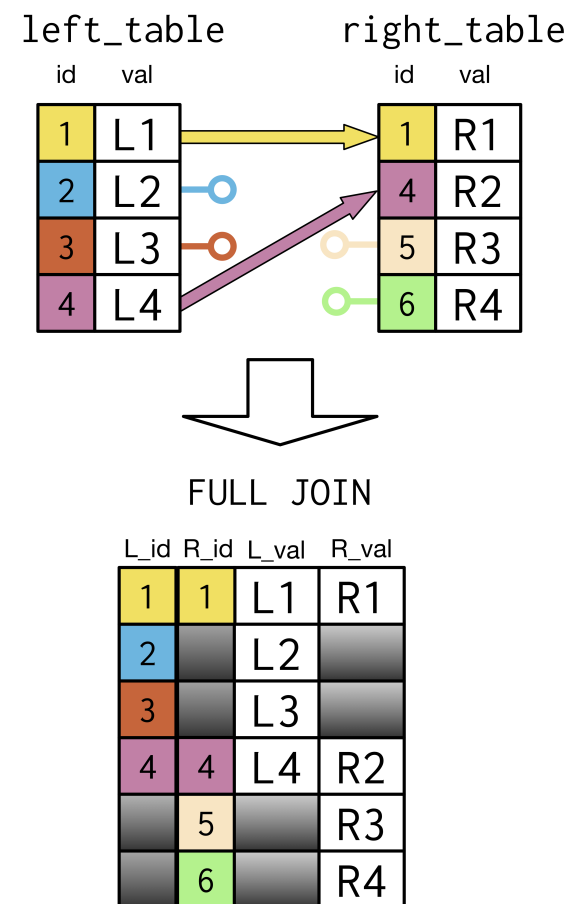 left_table right_table
id val id val
1 L1 1 R1
2 L2 4 R2
3 L3 5 R3
4 L4 6 R4
FULL JOIN
L_id R_id L_val R_val
1 1 L1 R1
2 L2
3 L3
4 4 L4 R2
5 R3
6 R4